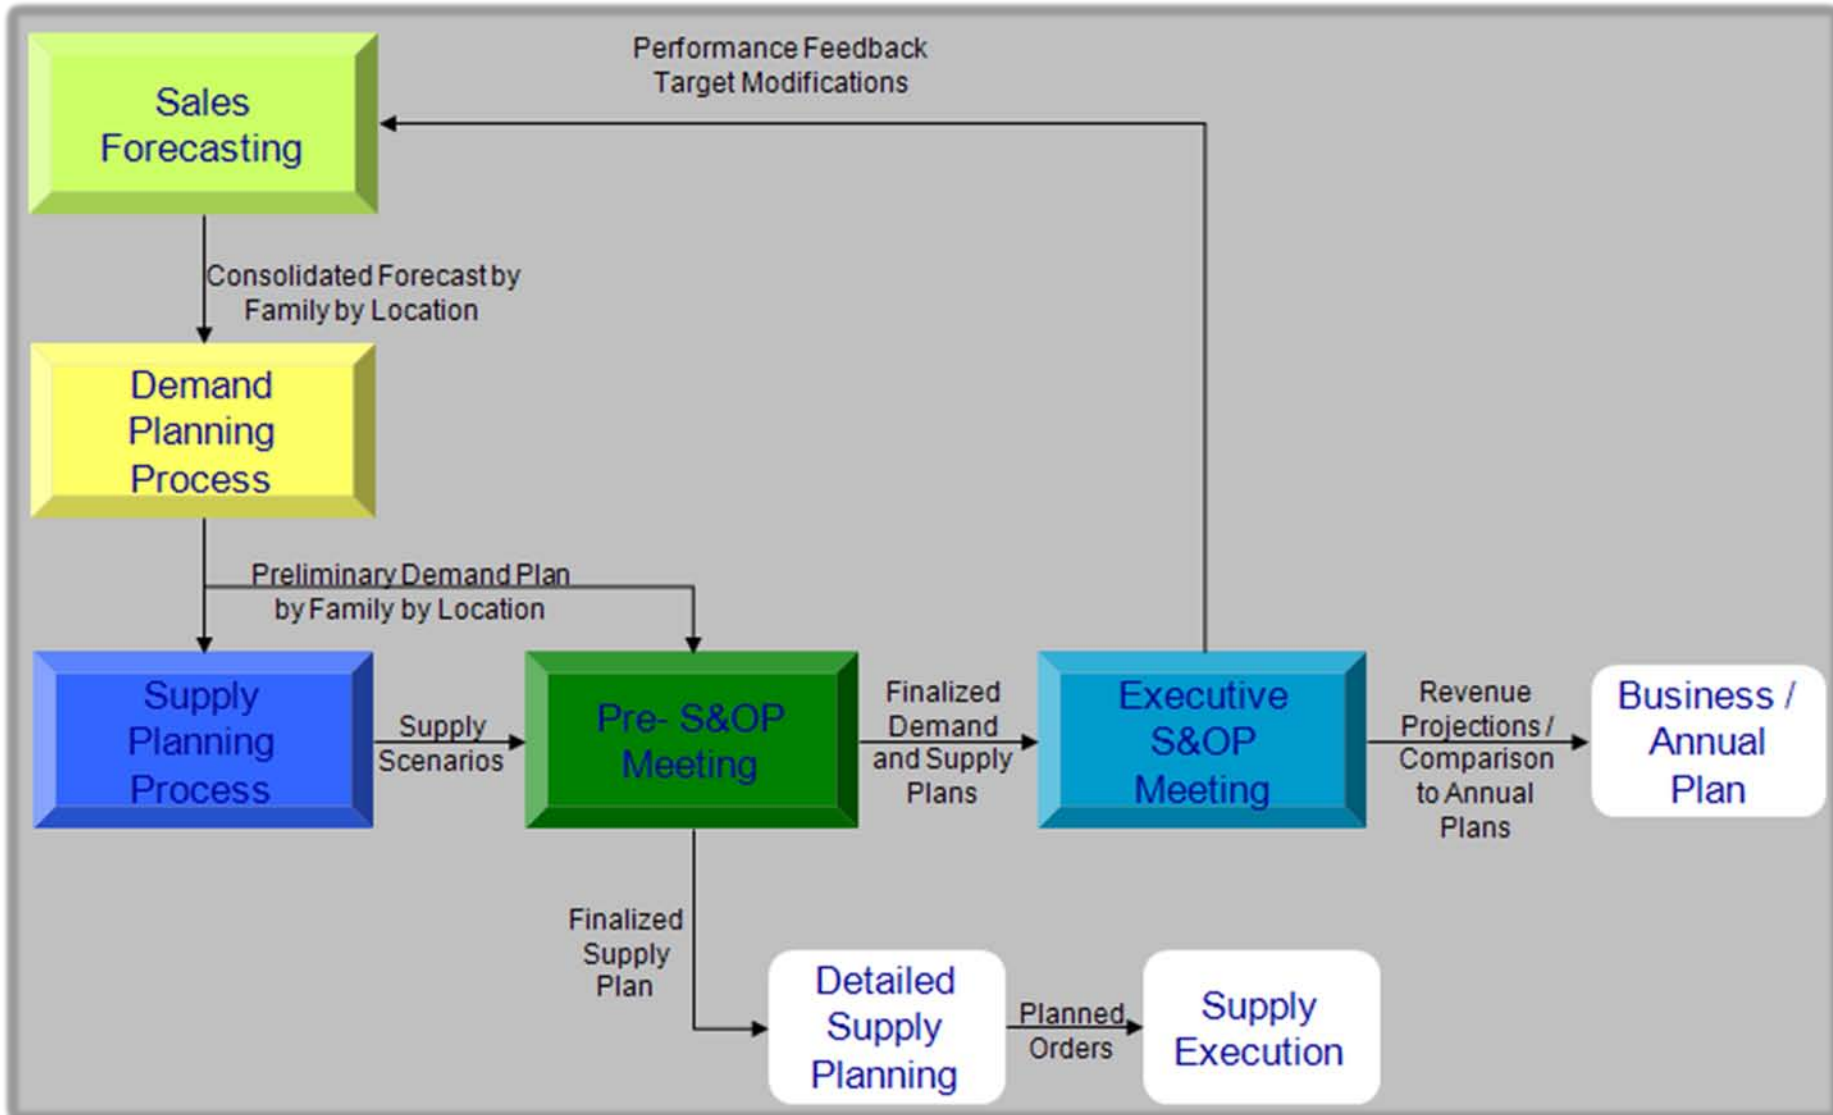 Performance Feedback
Target Modifications
Sales
Forecasting
Consolidated Forecast by
Family by Location
Demand
Planning
Process
Preliminary Demand Plan
by Family by Location
Supply
Planning
Process
Supply
Scenarios
Pre- S&OP
Meeting
Finalized
Demand
and Supply
Plans
Executive
S&OP
Meeting
Revenue
Projections /
Comparison
to Annual
Plans
Business /
Annual
Plan
Finalized
Supply
Plan
Detailed
Supply
Planning
Planned
Orders
Supply
Execution